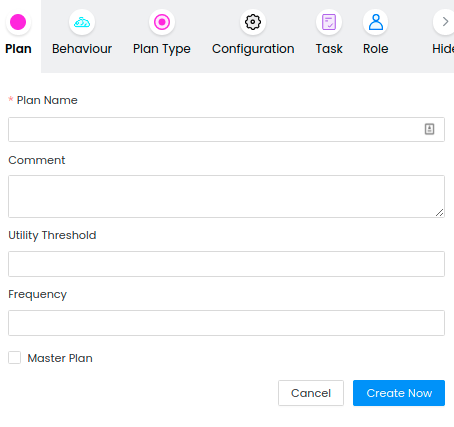 Plan Behaviour Plan Type Configuration Task Role Hide
* Plan Name
Comment
Utility Threshold
Frequency
Master Plan
Cancel Create Now